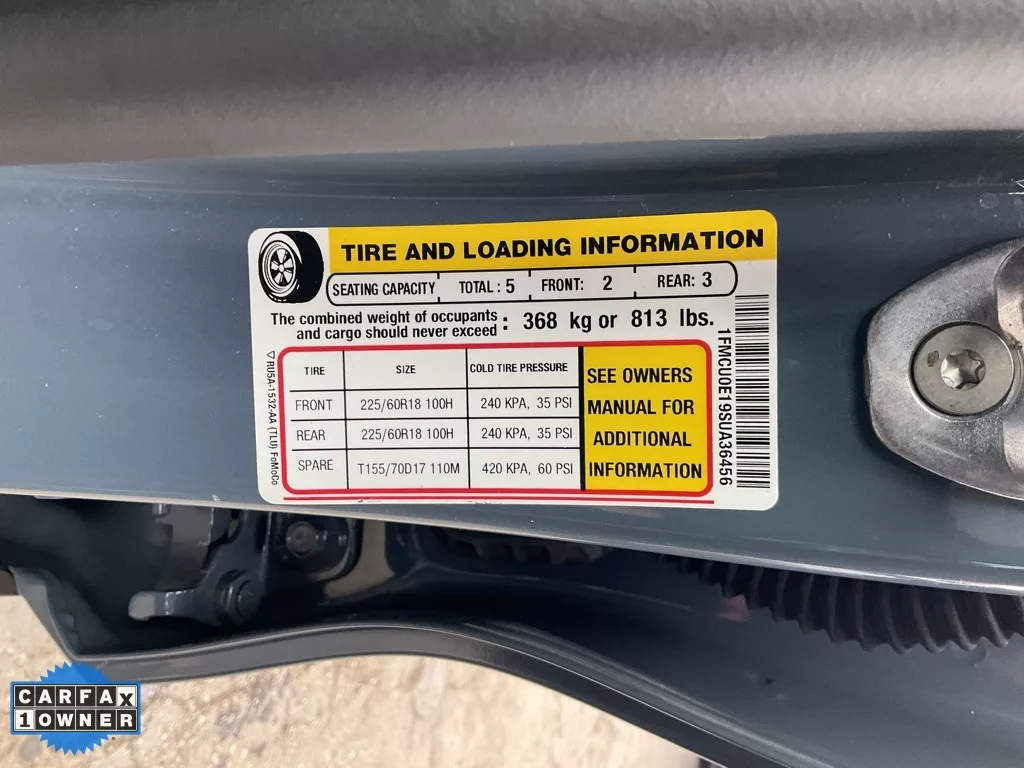 TIRE AND LOADING INFORMATION
SEATING CAPACITY TOTAL : 5 FRONT: 2 REAR: 3
The combined weight of occupants
and cargo should never exceed : 368 kg or 813 lbs.
TIRE SIZE COLD TIRE PRESSURE
FRONT 225/60R18 100H 240 KPA, 35 PSI
REAR 225/60R18 100H 240 KPA, 35 PSI
SPARE T155/70D17 110M 420 KPA, 60 PSI
SEE OWNERS
MANUAL FOR
ADDITIONAL
INFORMATION
RU5A-1532-AA (TLU) FoMoCo
1FMCU0E19SUA36456
CARFAX
1 OWNER